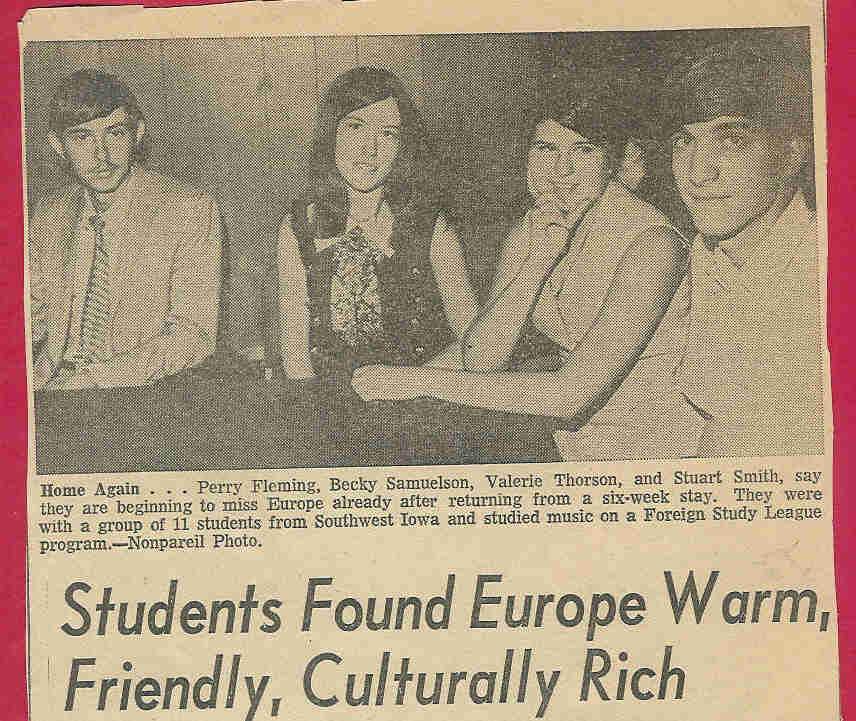 Home Again . . . Perry Fleming, Becky Samuelson, Valerie Thorson, and Stuart Smith, say
they are beginning to miss Europe already after returning from a six-week stay. They were
with a group of 11 students from Southwest Iowa and studied music on a Foreign Study League
program.—Nonpareil Photo.
Students Found Europe Warm,
Friendly, Culturally Rich